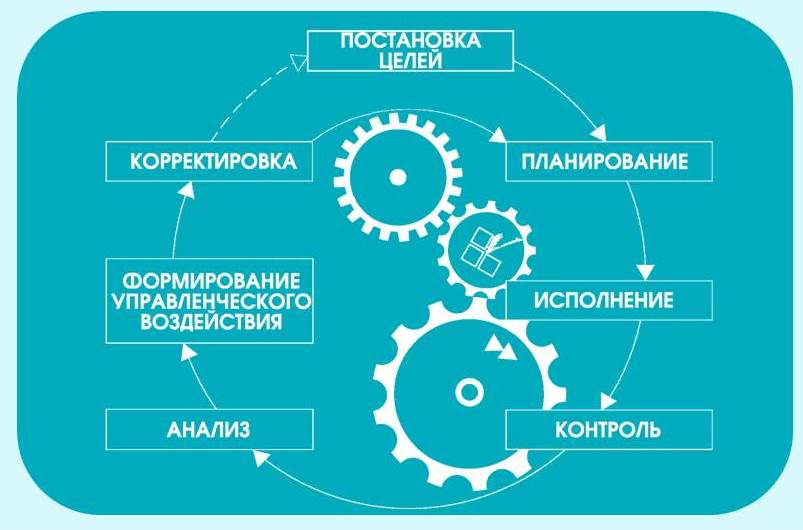 ПОСТАНОВКА
ЦЕЛЕЙ
КОРРЕКТИРОВКА
ПЛАНИРОВАНИЕ
ФОРМИРОВАНИЕ
УПРАВЛЕНЧЕСКОГО
ВОЗДЕЙСТВИЯ
ИСПОЛНЕНИЕ
АНАЛИЗ
КОНТРОЛЬ